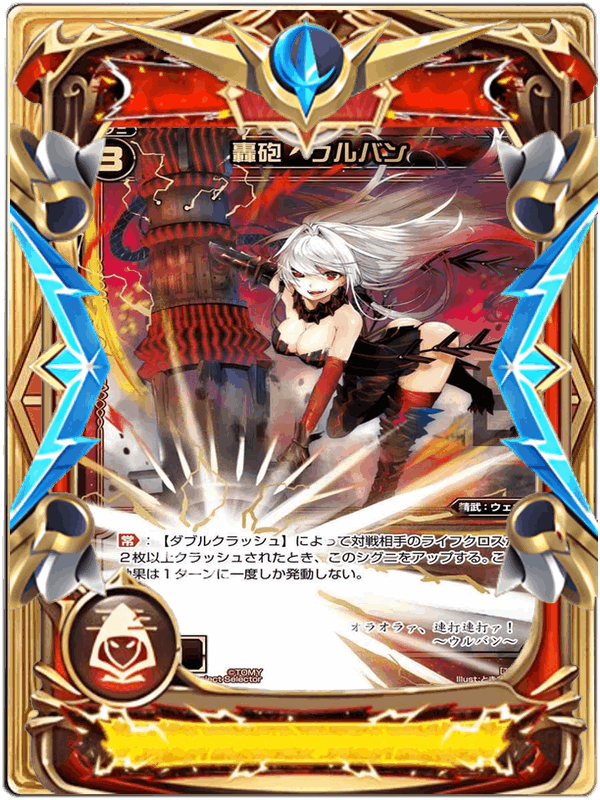 3
轟砲 ウルバン
精武:ウェ
常:【ダブルクラッシュ】によって対戦相手のライフクロスが
2枚以上クラッシュされたとき、このシグニをアップする。こ
効果は1ターンに一度しか発動しない。
オラオラァ、連打連打ァ!
~ウルバン~
©TOMY
ject Selector
Illust:とき